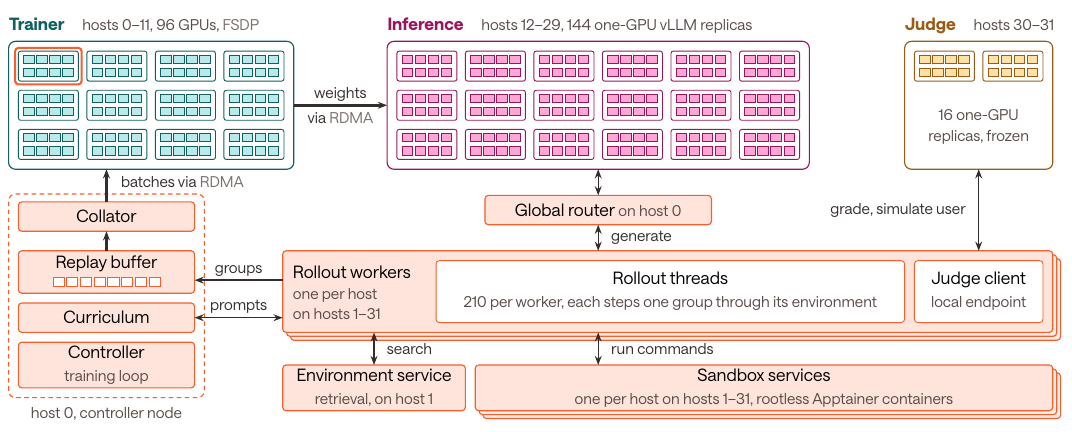 Trainer hosts 0–11, 96 GPUs, FSDP
Inference hosts 12–29, 144 one-GPU vLLM replicas
Judge hosts 30–31
weights
via RDMA
16 one-GPU
replicas, frozen
batches via RDMA
Collator
Global router on host 0
grade, simulate user
generate
Replay buffer
groups
Rollout workers
one per host
on hosts 1–31
Rollout threads
210 per worker, each steps one group through its environment
Judge client
local endpoint
prompts
Curriculum
Controller
training loop
search
run commands
Environment service
retrieval, on host 1
Sandbox services
one per host on hosts 1–31, rootless Apptainer containers
host 0, controller node